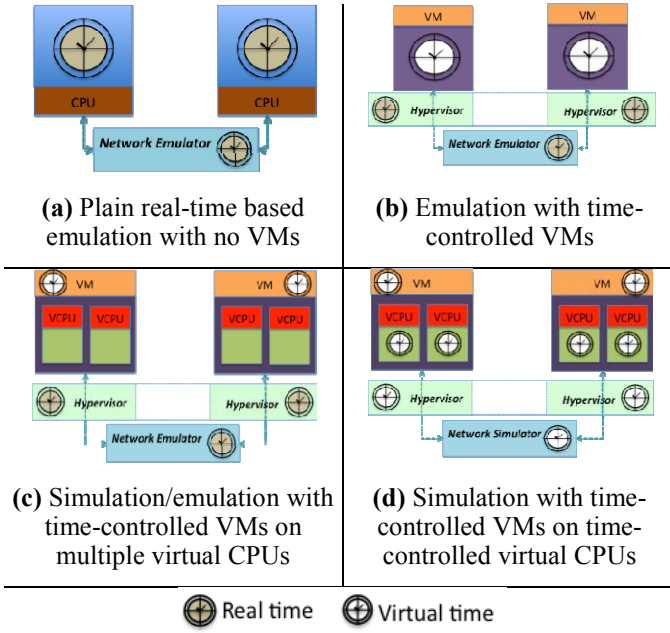 VM VM
CPU CPU
Hypervisor Hypervisor
Network Emulator Network Emulator
(a) Plain real-time based
emulation with no VMs
(b) Emulation with time-
controlled VMs
VM VM
VCPU VCPU VCPU VCPU
Hypervisor Hypervisor
Network Emulator
(c) Simulation/emulation with
time-controlled VMs on
multiple virtual CPUs
VM VM
VCPU VCPU VCPU VCPU
Hypervisor Hypervisor
Network Simulator
(d) Simulation with time-
controlled VMs on time-
controlled virtual CPUs
Real time Virtual time